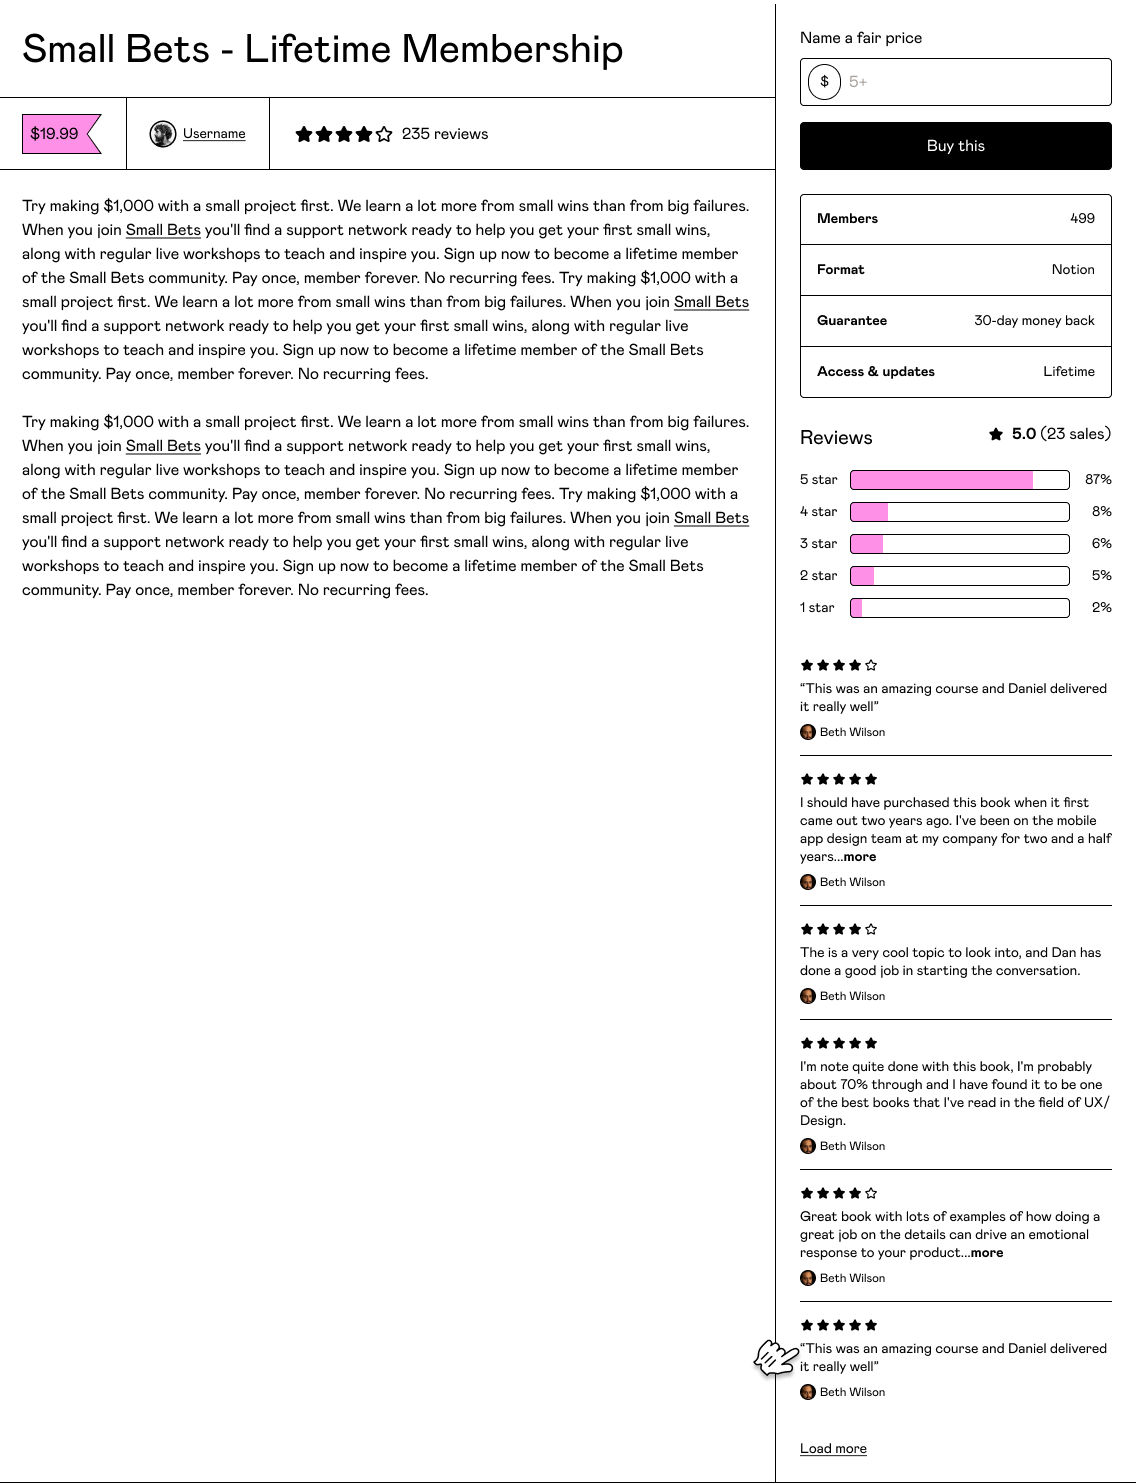 Small Bets - Lifetime Membership
$19.99
Username
235 reviews
Try making $1,000 with a small project first. We learn a lot more from small wins than from big failures.
When you join Small Bets you'll find a support network ready to help you get your first small wins,
along with regular live workshops to teach and inspire you. Sign up now to become a lifetime member
of the Small Bets community. Pay once, member forever. No recurring fees. Try making $1,000 with a
small project first. We learn a lot more from small wins than from big failures. When you join Small Bets
you'll find a support network ready to help you get your first small wins, along with regular live
workshops to teach and inspire you. Sign up now to become a lifetime member of the Small Bets
community. Pay once, member forever. No recurring fees.
Try making $1,000 with a small project first. We learn a lot more from small wins than from big failures.
When you join Small Bets you'll find a support network ready to help you get your first small wins,
along with regular live workshops to teach and inspire you. Sign up now to become a lifetime member
of the Small Bets community. Pay once, member forever. No recurring fees. Try making $1,000 with a
small project first. We learn a lot more from small wins than from big failures. When you join Small Bets
you'll find a support network ready to help you get your first small wins, along with regular live
workshops to teach and inspire you. Sign up now to become a lifetime member of the Small Bets
community. Pay once, member forever. No recurring fees.
Name a fair price
$ 5+
Buy this
Members 499
Format Notion
Guarantee 30-day money back
Access & updates Lifetime
Reviews 5.0 (23 sales)
5 star 87%
4 star 8%
3 star 6%
2 star 5%
1 star 2%
“This was an amazing course and Daniel delivered
it really well”
Beth Wilson
I should have purchased this book when it first
came out two years ago. I've been on the mobile
app design team at my company for two and a half
years...more
Beth Wilson
The is a very cool topic to look into, and Dan has
done a good job in starting the conversation.
Beth Wilson
I'm note quite done with this book, I'm probably
about 70% through and I have found it to be one
of the best books that I've read in the field of UX/
Design.
Beth Wilson
Great book with lots of examples of how doing a
great job on the details can drive an emotional
response to your product...more
Beth Wilson
“This was an amazing course and Daniel delivered
it really well”
Beth Wilson
Load more